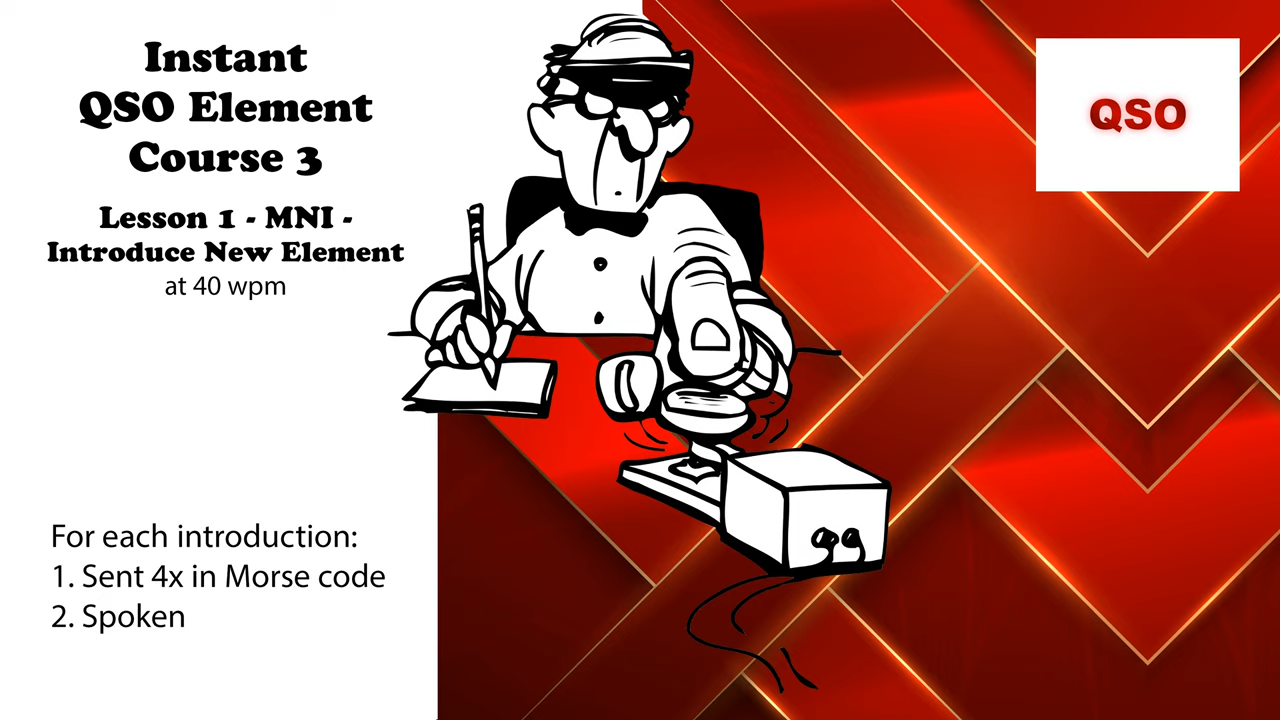 Instant
QSO Element
Course 3
Lesson 1 - MNI -
Introduce New Element
at 40 wpm
QSO
For each introduction:
1. Sent 4x in Morse code
2. Spoken